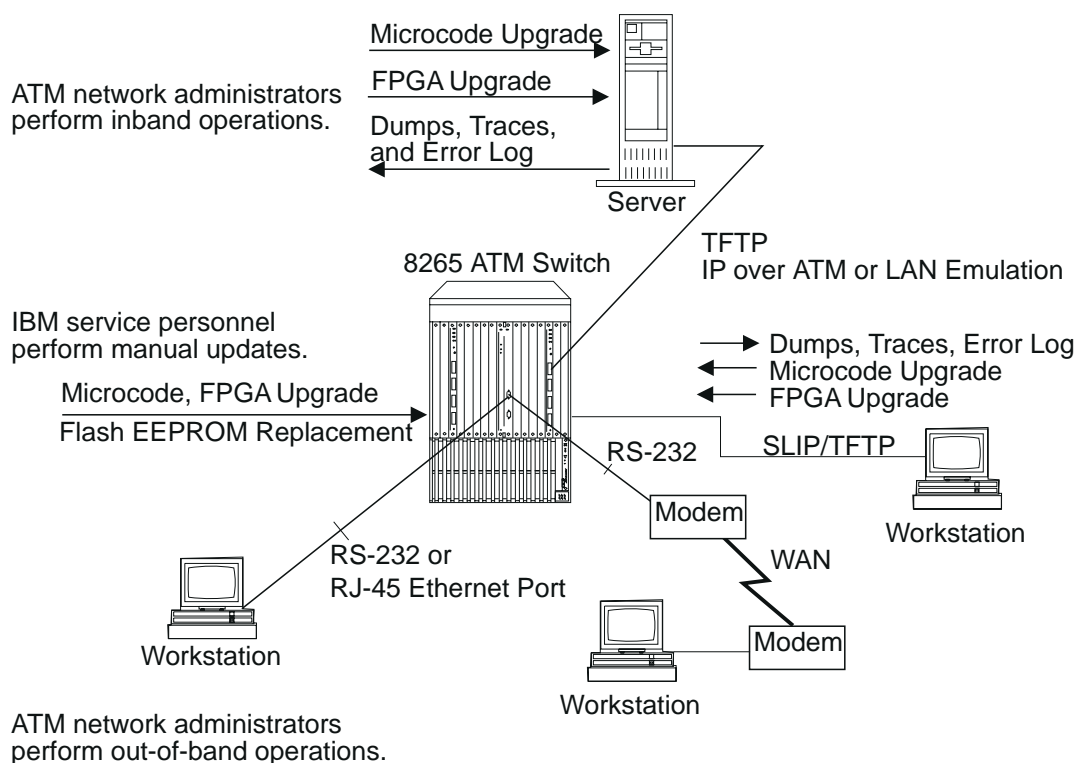 Microcode Upgrade
FPGA Upgrade
Dumps, Traces,
and Error Log
ATM network administrators
perform inband operations.
Server
TFTP
IP over ATM or LAN Emulation
8265 ATM Switch
IBM service personnel
perform manual updates.
Microcode, FPGA Upgrade
Flash EEPROM Replacement
Dumps, Traces, Error Log
Microcode Upgrade
FPGA Upgrade
SLIP/TFTP
RS-232
Modem
Workstation
RS-232 or
RJ-45 Ethernet Port
WAN
Workstation
Modem
Workstation
ATM network administrators
perform out-of-band operations.